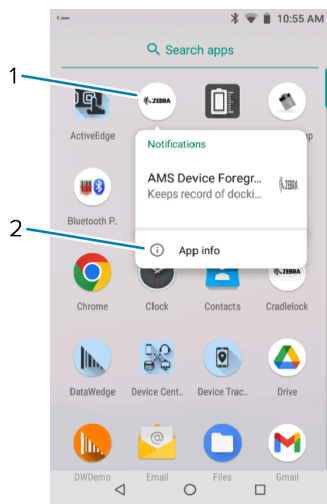 ZEBRA
10:55 AM
Search apps
1
ZEBRA
ActiveEdge
Notifications
AMS Device Foregr...
Keeps record of docki...
ZEBRA
Bluetooth P..
2
App info
ZEBRA
Chrome
Clock
Contacts
Cradlelock
DataWedge
Device Cent..
Device Trac..
Drive
DWDemo
Email
Files
Gmail